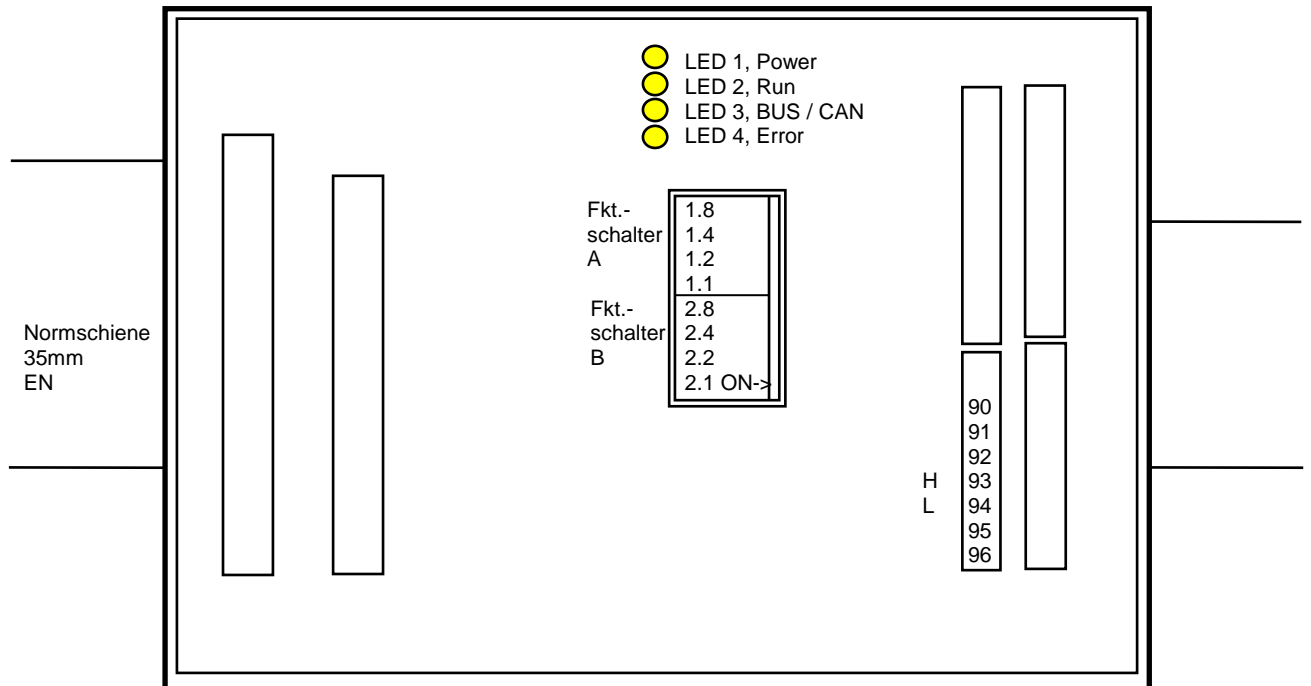 LED 1, Power
LED 2, Run
LED 3, BUS / CAN
LED 4, Error
Fkt.-
schalter
A
1.8
1.4
1.2
1.1
Fkt.-
schalter
B
2.8
2.4
2.2
2.1 ON->
Normschiene
35mm
EN
H
L
90
91
92
93
94
95
96